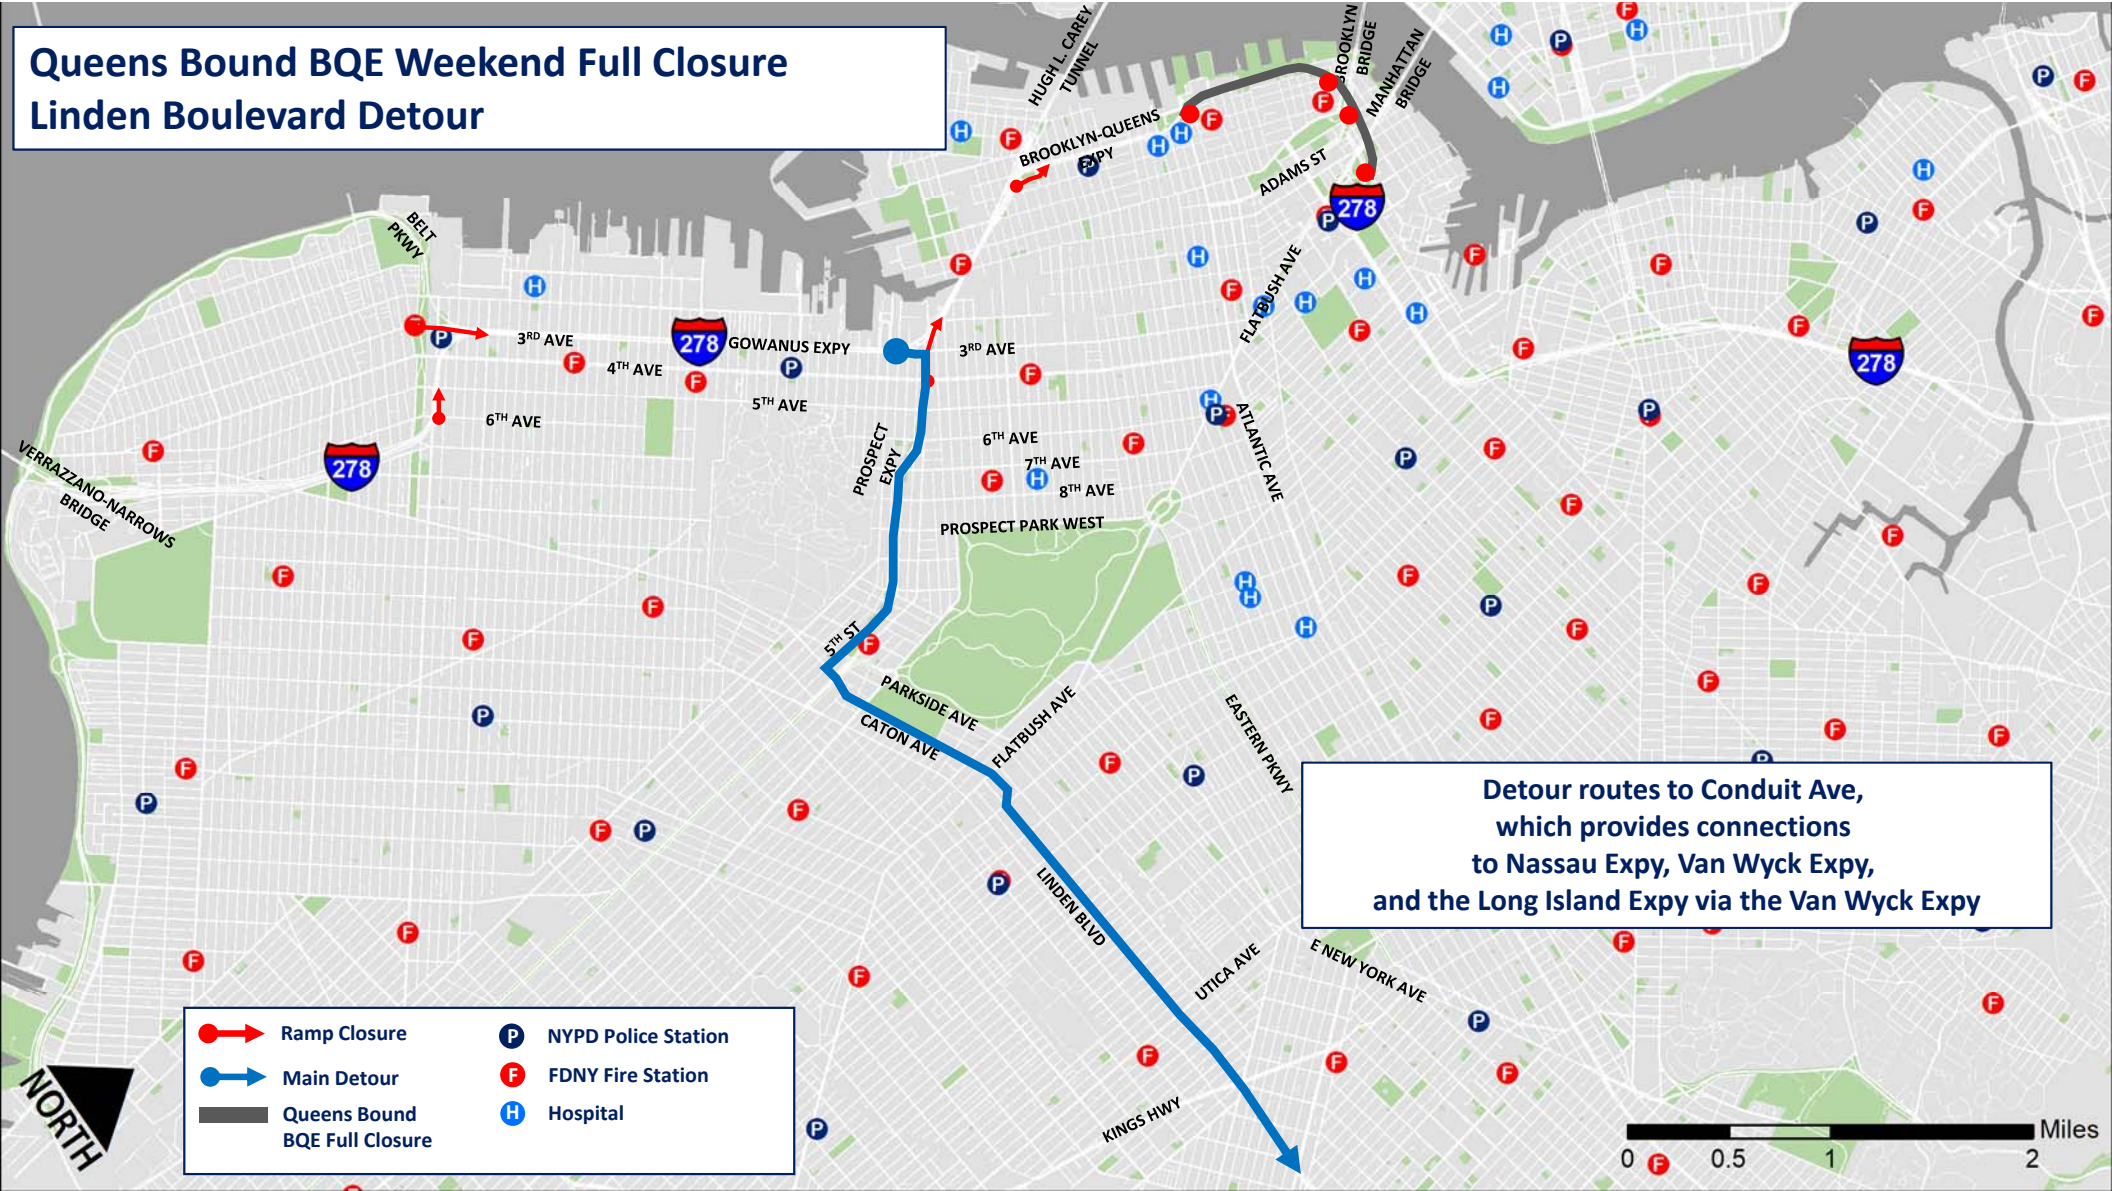 Queens Bound BQE Weekend Full Closure
Linden Boulevard Detour
HUGH L. CAREY
TUNNEL
BROOKLYN
BRIDGE
MANHATTAN
BRIDGE
BROOKLYN-QUEENS
EXPY
ADAMS ST
278
BELT
PKWY
FLATBUSH AVE
3RD AVE
278
GOWANUS EXPY
3RD AVE
278
4TH AVE
5TH AVE
6TH AVE
278
VERRAZZANO-NARROWS
BRIDGE
PROSPECT
EXPY
6TH AVE
7TH AVE
8TH AVE
ATLANTIC AVE
PROSPECT PARK WEST
5TH ST
PARKSIDE AVE
CATON AVE
FLATBUSH AVE
EASTERN PKWY
Detour routes to Conduit Ave,
which provides connections
to Nassau Expy, Van Wyck Expy,
and the Long Island Expy via the Van Wyck Expy
LINDEN BLVD
UTICA AVE
E NEW YORK AVE
KINGS HWY
Ramp Closure
Main Detour
Queens Bound
BQE Full Closure
P NYPD Police Station
F FDNY Fire Station
H Hospital
NORTH
Miles
0 0.5 1 2